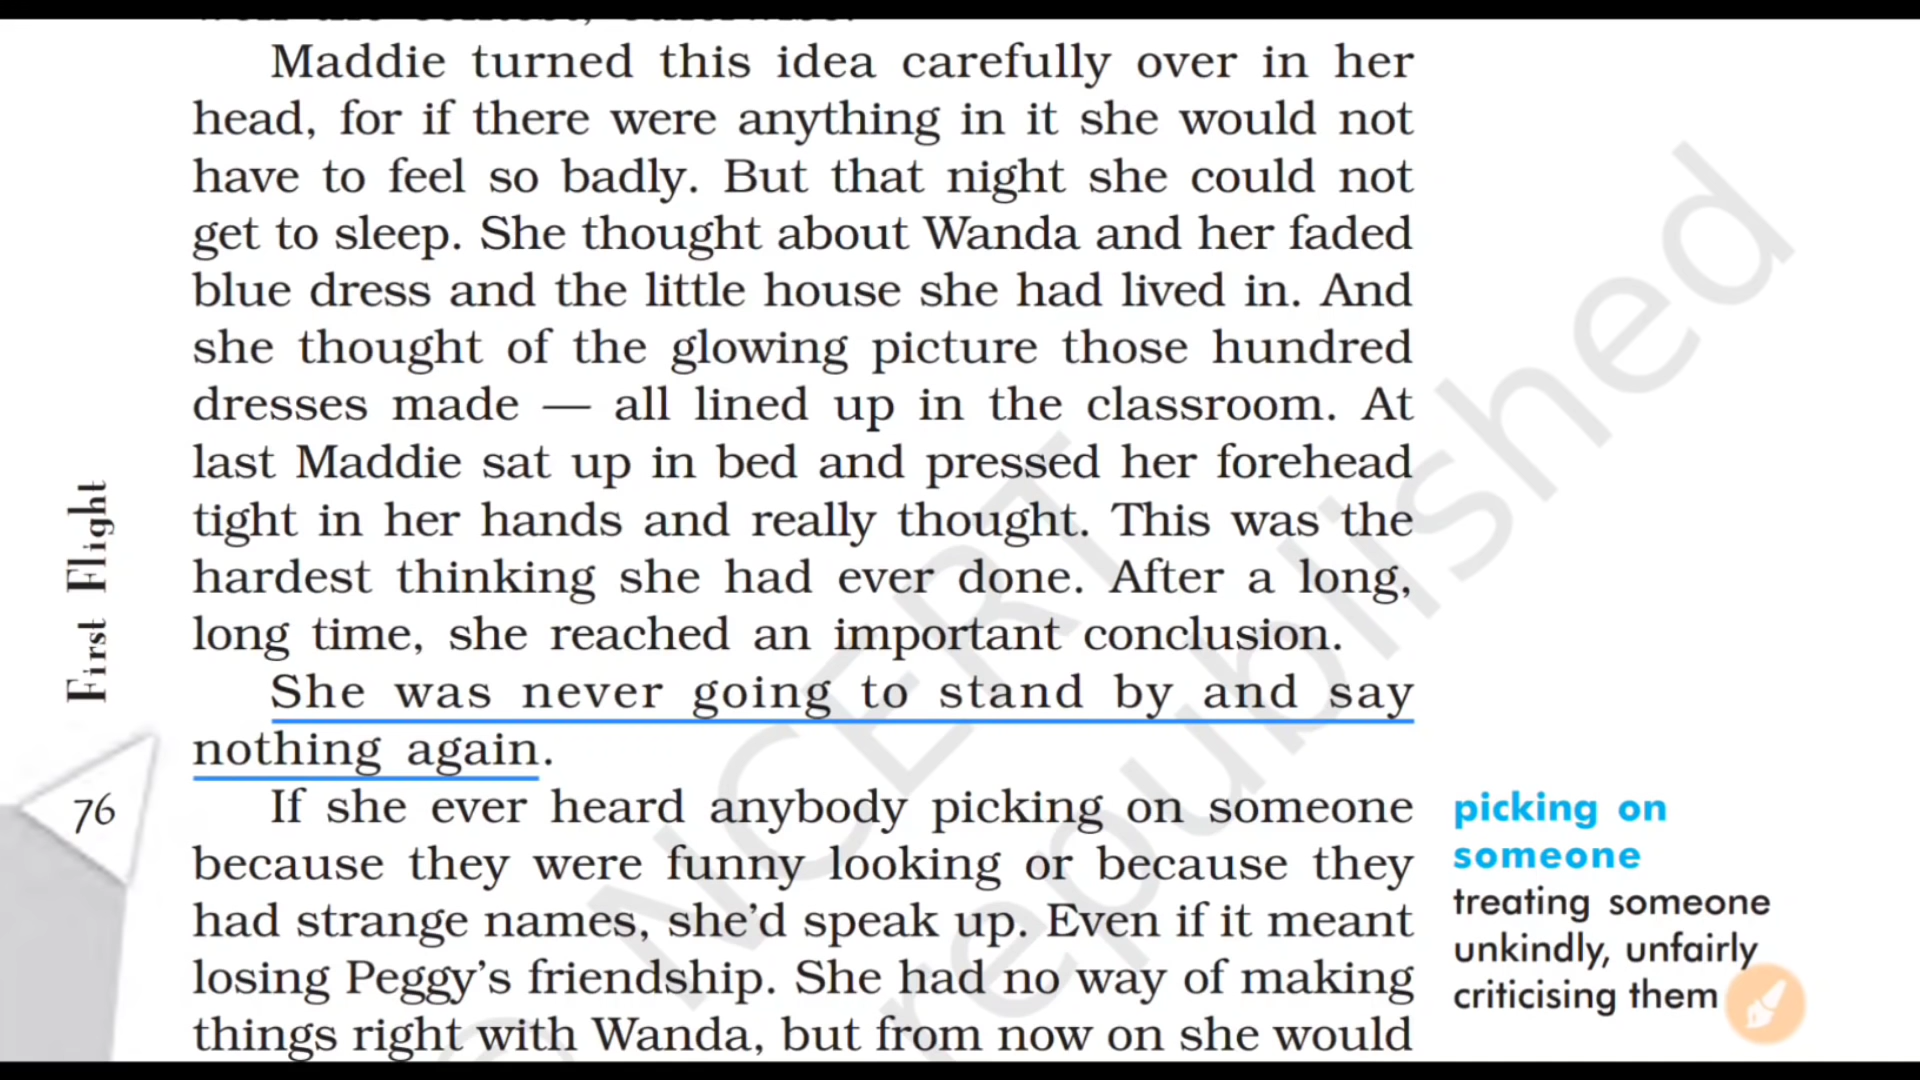 Maddie turned this idea carefully over in her
head, for if there were anything in it she would not
have to feel so badly. But that night she could not
get to sleep. She thought about Wanda and her faded
blue dress and the little house she had lived in. And
she thought of the glowing picture those hundred
dresses made — all lined up in the classroom. At
last Maddie sat up in bed and pressed her forehead
tight in her hands and really thought. This was the
hardest thinking she had ever done. After a long,
long time, she reached an important conclusion.
She was never going to stand by and say
nothing again.
If she ever heard anybody picking on someone
because they were funny looking or because they
had strange names, she’d speak up. Even if it meant
losing Peggy’s friendship. She had no way of making
things right with Wanda, but from now on she would
picking on
someone
treating someone
unkindly, unfairly
criticising them
First Flight
76
NCERT
republished